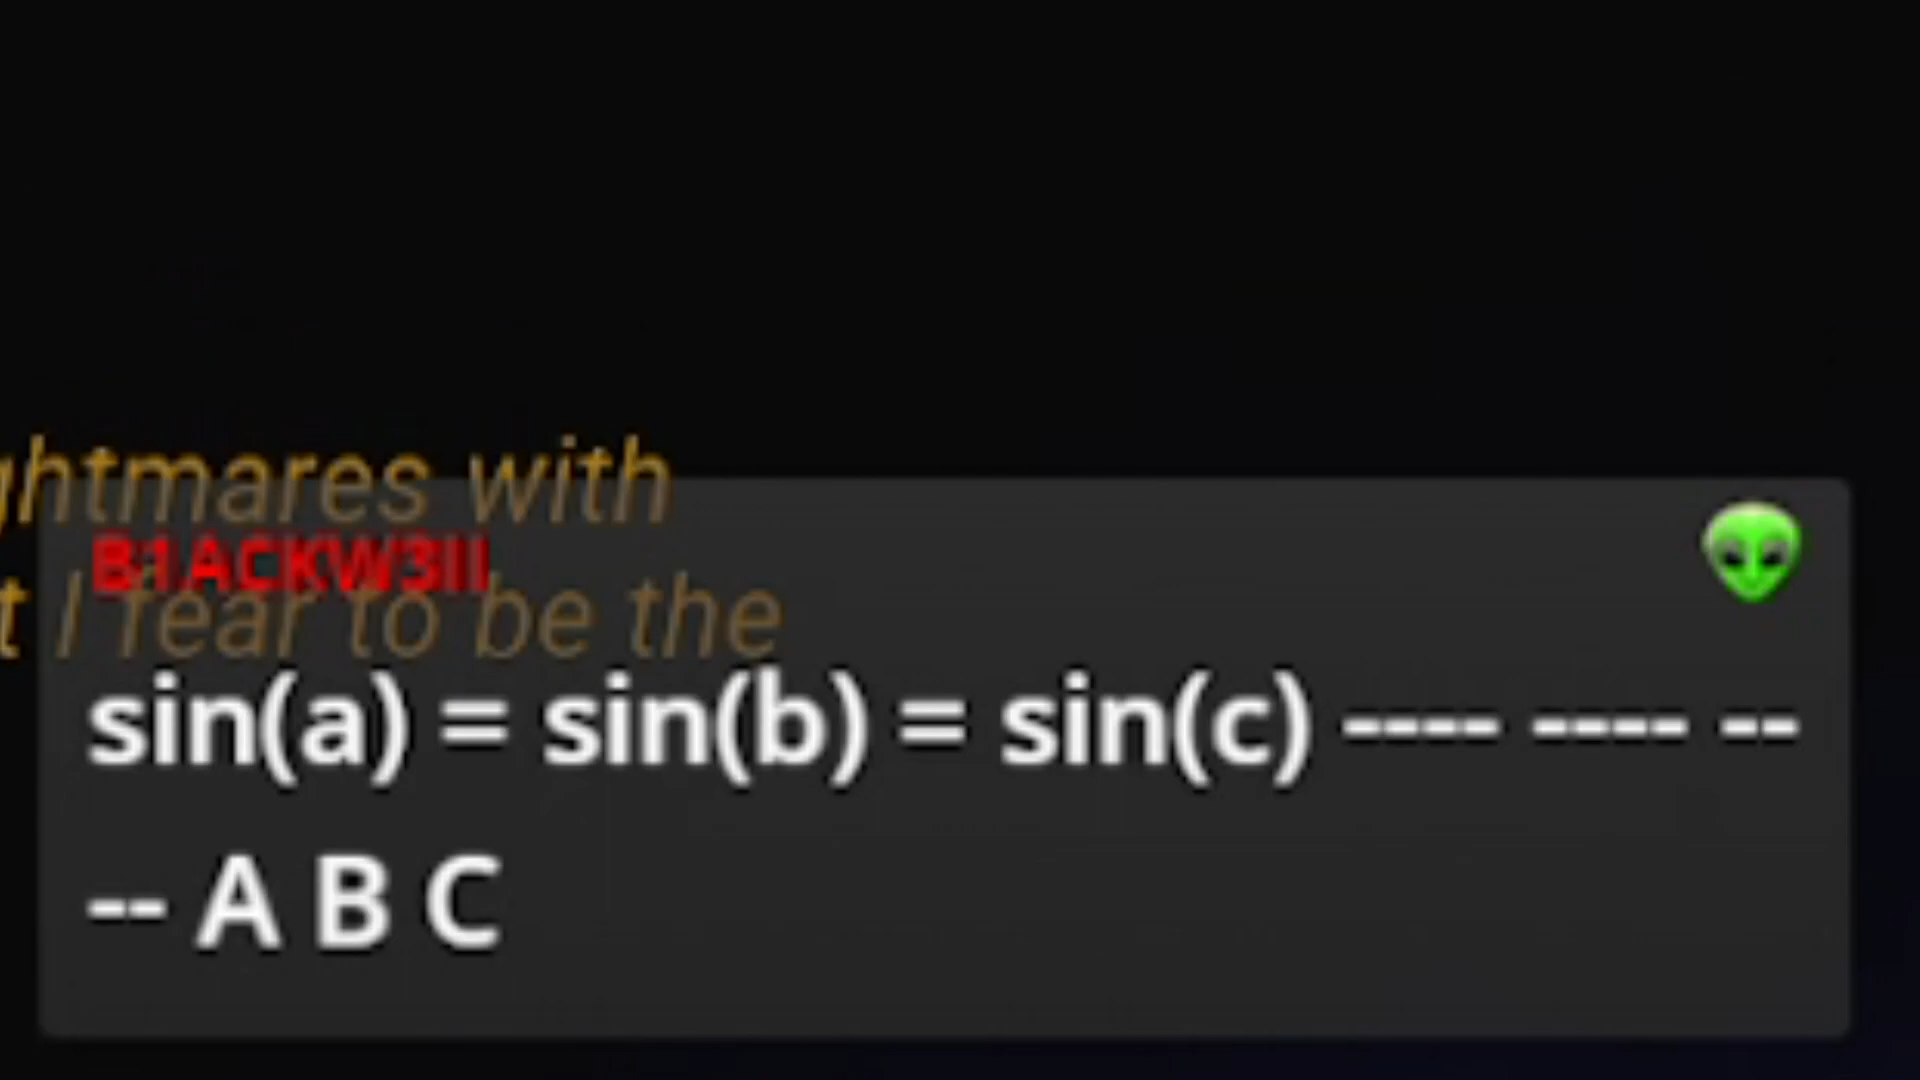 ghtmares with
B1ACKW3ll
t I fear to be the
sin(a) = sin(b) = sin(c) ---- ---- --
-- A B C